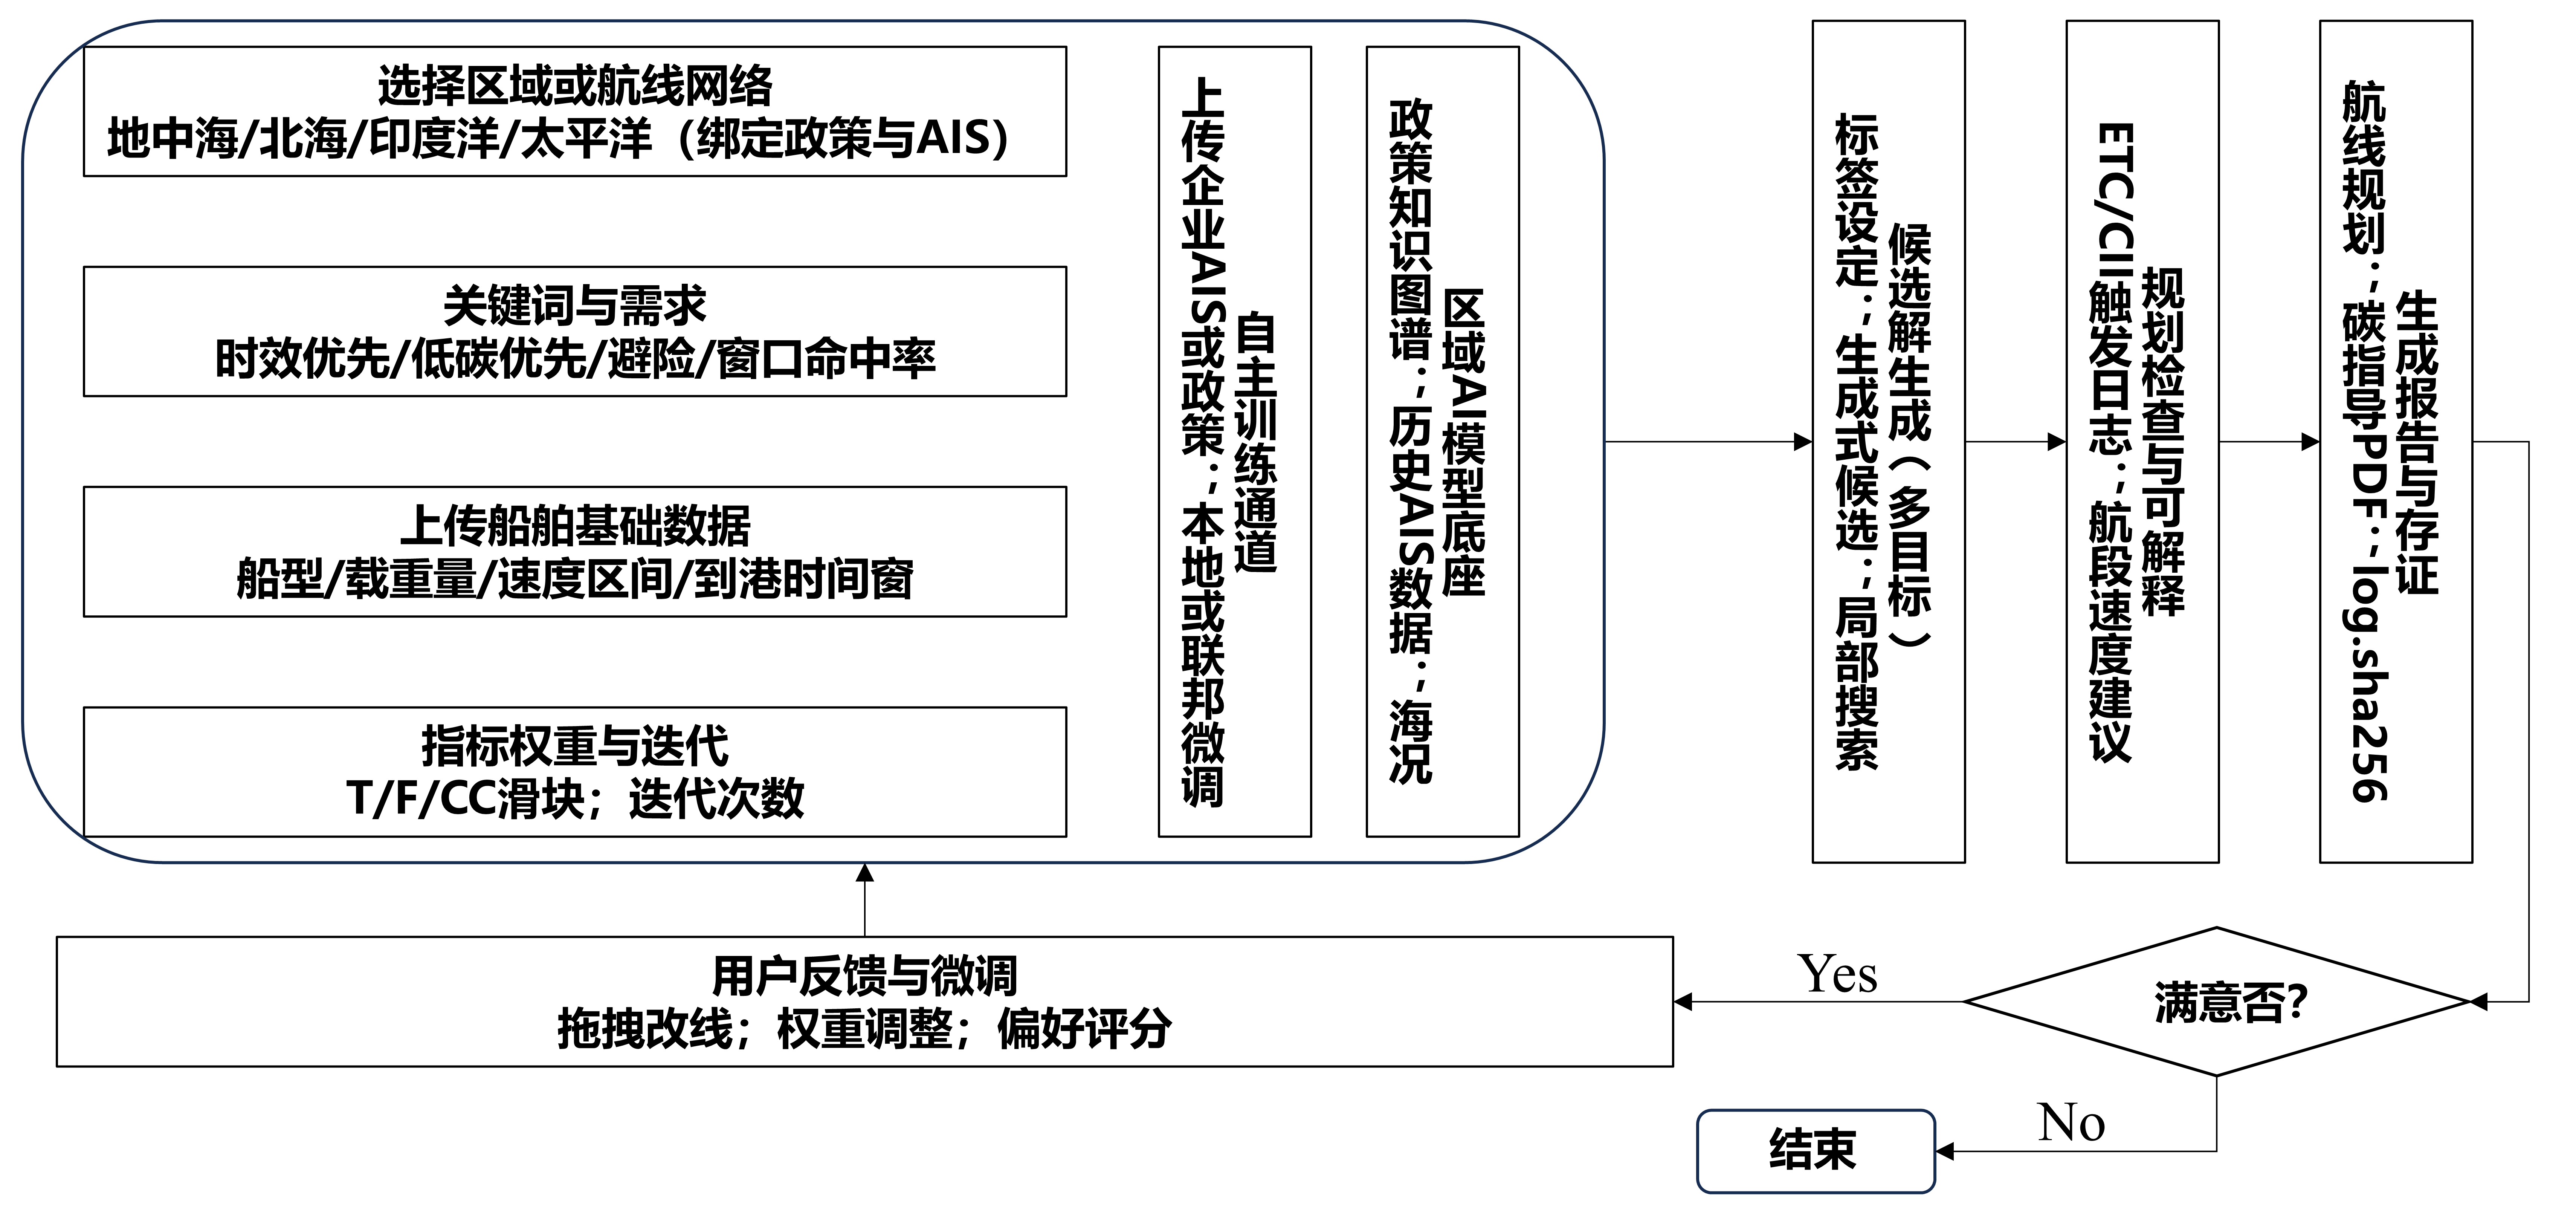 选择区域或航线网络
地中海/北海/印度洋/太平洋（绑定政策与AIS）
关键词与需求
时效优先/低碳优先/避险/窗口命中率
上传船舶基础数据
船型/载重量/速度区间/到港时间窗
指标权重与迭代
T/F/CC滑块；迭代次数
自主训练通道
上传企业AIS或政策；本地或联邦微调
区域AI模型底座
政策知识图谱；历史AIS数据；海况
候选解生成（多目标）
标签设定；生成式候选；局部搜索
规划检查与可解释
ETC/CII触发日志；航段速度建议
生成报告与存证
航线规划；碳指导PDF；-log.sha256
满意否?
Yes
用户反馈与微调
拖拽改线；权重调整；偏好评分
No
结束